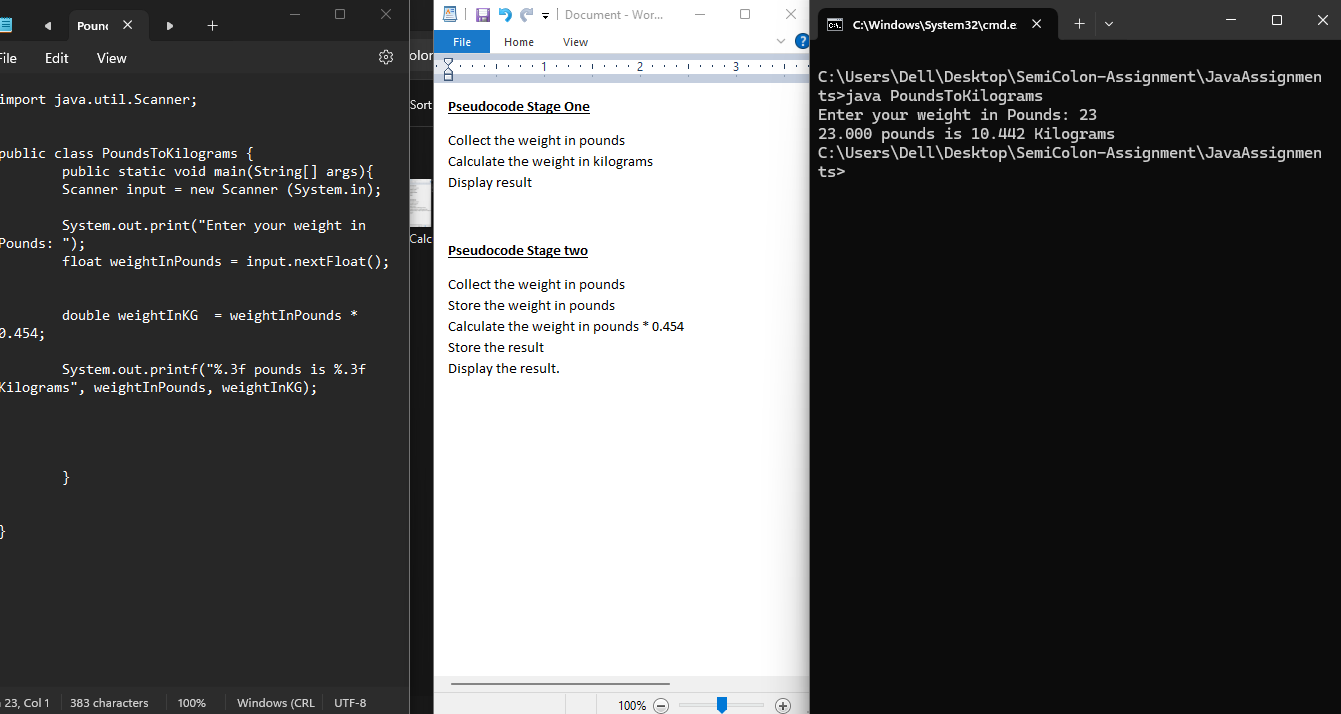 Pounc
File Edit View
import java.util.Scanner;
public class PoundsToKilograms {
public static void main(String[] args){
Scanner input = new Scanner (System.in);
System.out.print("Enter your weight in
Pounds: ");
float weightInPounds = input.nextFloat();
double weightInKG  = weightInPounds *
0.454;
System.out.printf("%.3f pounds is %.3f
Kilograms", weightInPounds, weightInKG);
}
}
23, Col 1 383 characters 100% Windows (CRL UTF-8
olor
Sort
Calc
Document - Wor...
File Home View
1 2 3
Pseudocode Stage One
Collect the weight in pounds
Calculate the weight in kilograms
Display result
Pseudocode Stage two
Collect the weight in pounds
Store the weight in pounds
Calculate the weight in pounds * 0.454
Store the result
Display the result.
100%
C:\Windows\System32\cmd.e
C:\Users\Dell\Desktop\SemiColon-Assignment\JavaAssignmen
ts>java PoundsToKilograms
Enter your weight in Pounds: 23
23.000 pounds is 10.442 Kilograms
C:\Users\Dell\Desktop\SemiColon-Assignment\JavaAssignmen
ts>